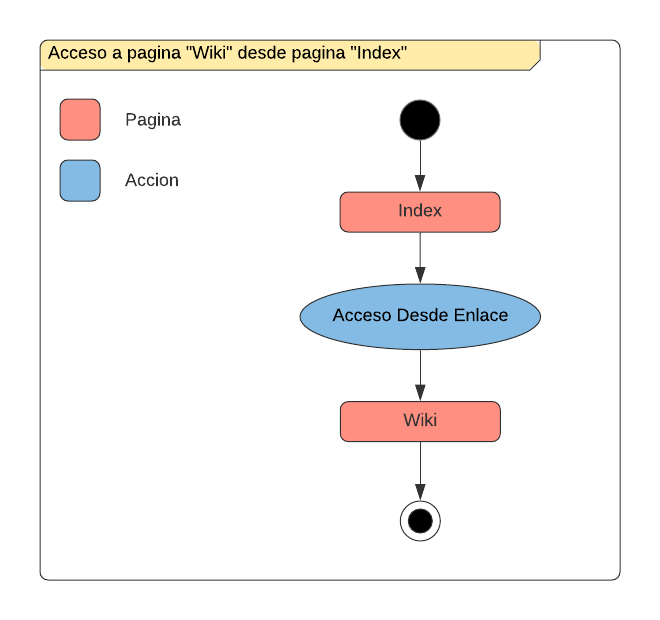 Acceso a pagina "Wiki" desde pagina "Index"
Pagina
Accion
Index
Acceso Desde Enlace
Wiki